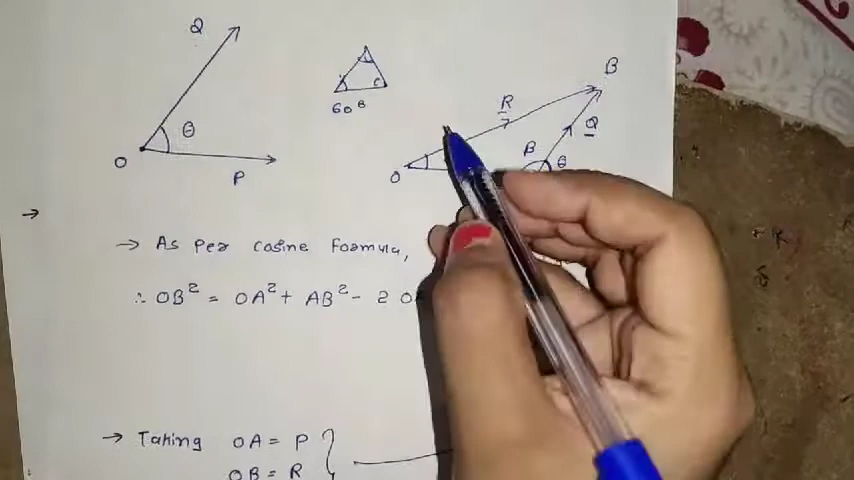 Q
θ
O
P
60°
B
R
Q
B
θ
O
→ As Per cosine Formula,
∴ OB² = OA² + AB² - 2 O
→ Taking OA = P
OB = R